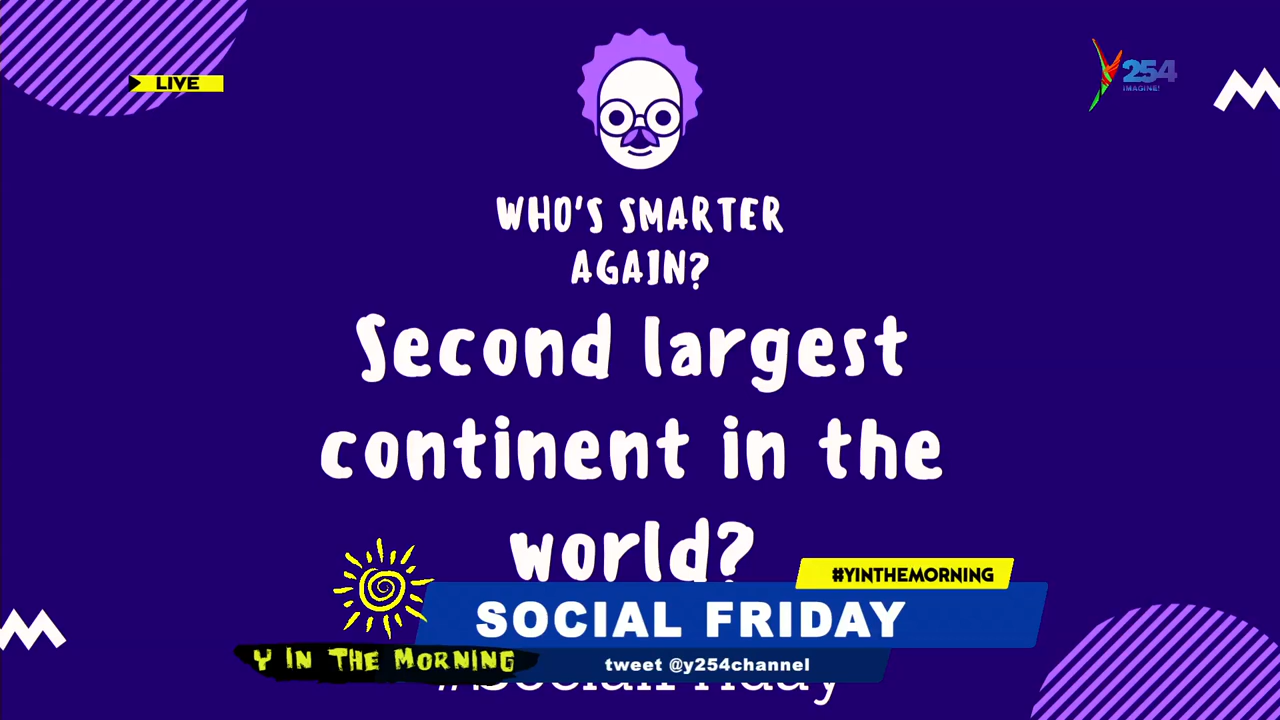 LIVE
254
IMAGINE!
WHO'S SMARTER
AGAIN?
Second largest
continent in the
world?
#YINTHEMORNING
SOCIAL FRIDAY
Y IN THE MORNING
tweet @y254channel
#SocialFriday